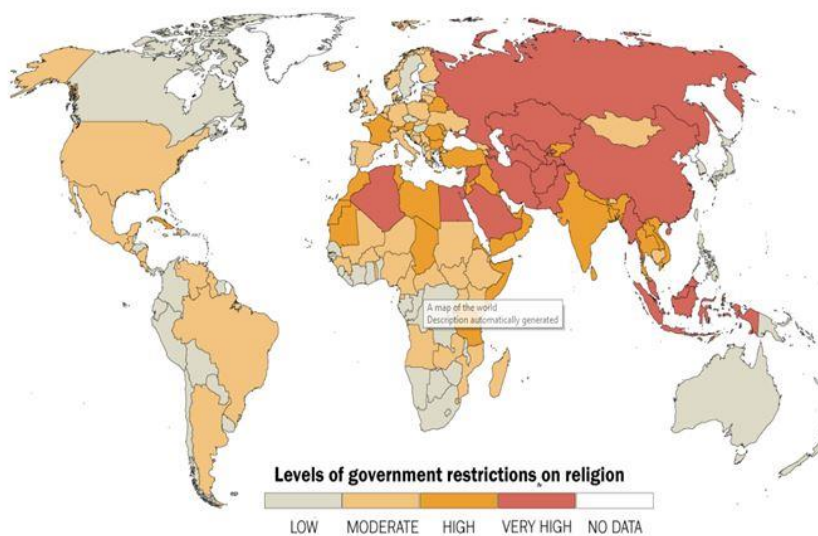 A map of the world
Description automatically generated
Levels of government restrictions on religion
LOW MODERATE HIGH VERY HIGH NO DATA